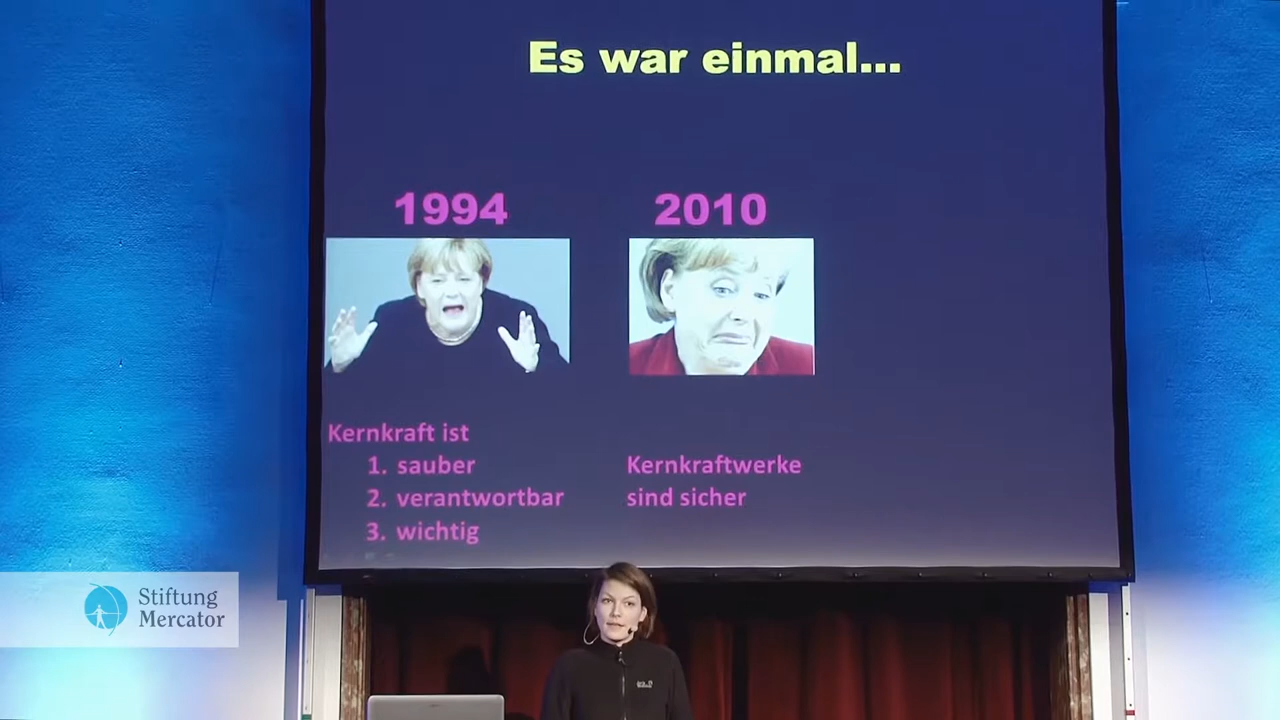 Es war einmal...
1994
2010
Kernkraft ist
1. sauber
2. verantwortbar
3. wichtig
Kernkraftwerke
sind sicher
Stiftung
Mercator